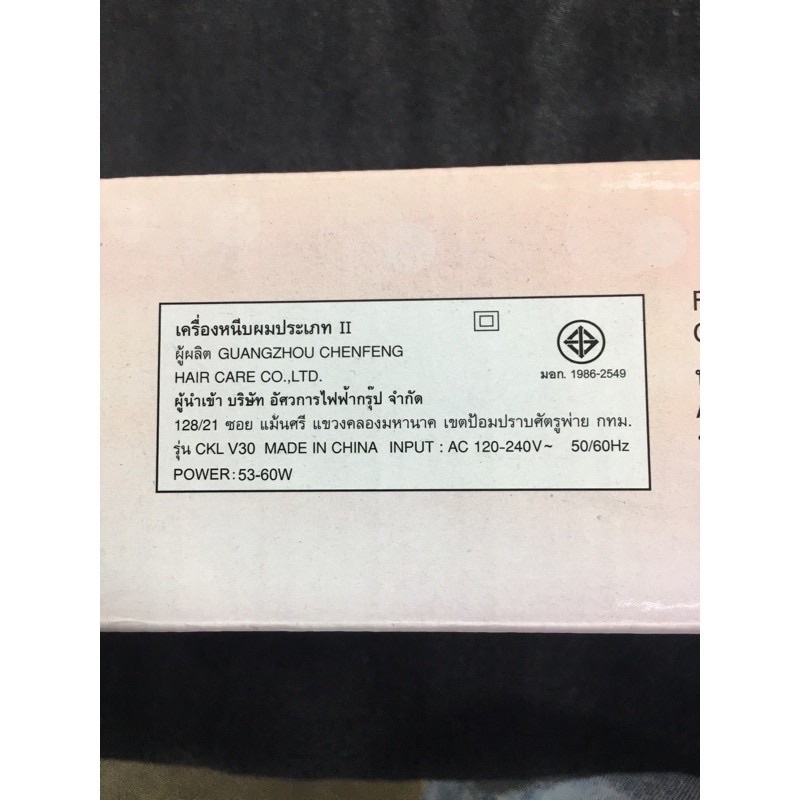 เครื่องหนีบผมประเภท II
ผู้ผลิต GUANGZHOU CHENFENG
HAIR CARE CO.,LTD.
ผู้นำเข้า บริษัท อัศวการไฟฟ้ากรุ๊ป จำกัด
128/21 ซอย แม้นศรี แขวงคลองมหานาค เขตป้อมปราบศัตรูพ่าย กทม.
รุ่น CKL V30 MADE IN CHINA INPUT : AC 120-240V~ 50/60Hz
POWER: 53-60W
มอก. 1986-2549